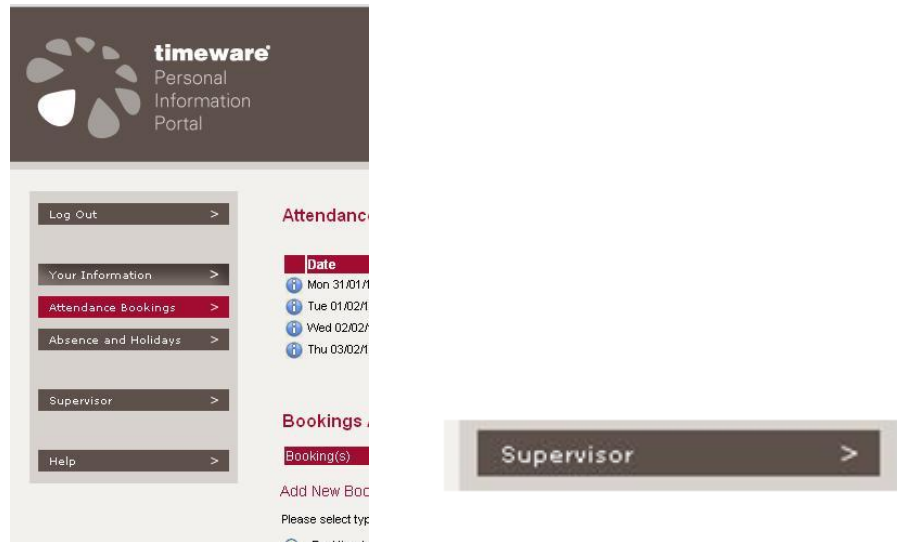 timeware®
Personal
Information
Portal
Log Out >
Your Information >
Attendance Bookings >
Absence and Holidays >
Supervisor >
Help >
Attendanc
Date
Mon 31/01/1
Tue 01/02/1
Wed 02/02/
Thu 03/02/1
Bookings
Booking(s)
Add New Boo
Please select typ
Supervisor >